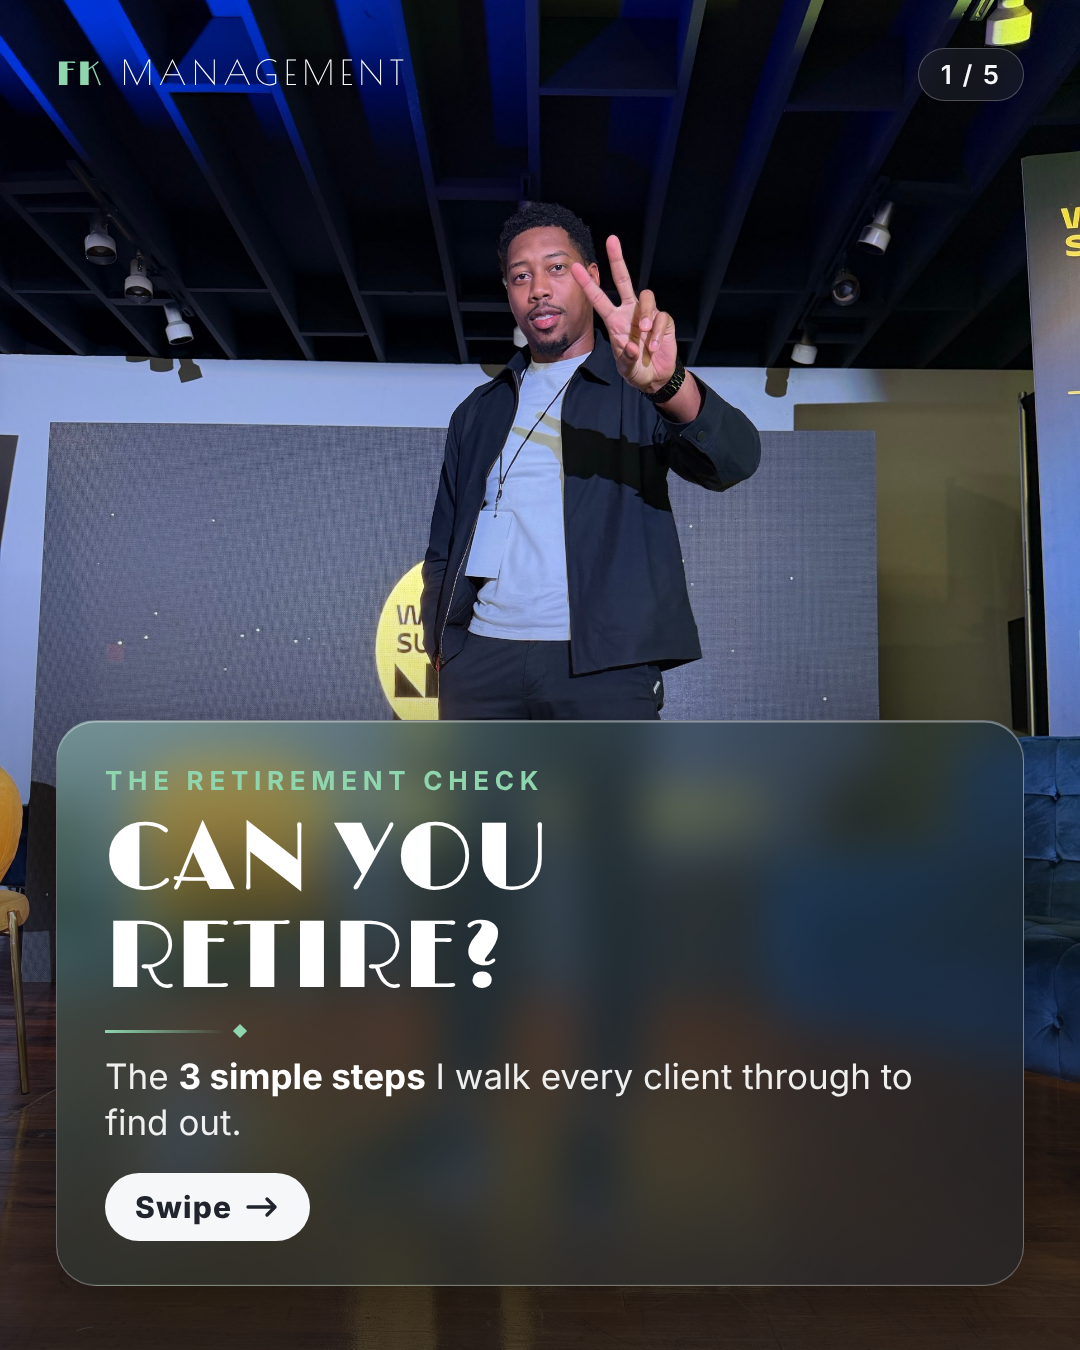 FK MANAGEMENT
1 / 5
THE RETIREMENT CHECK
CAN YOU
RETIRE?
The 3 simple steps I walk every client through to
find out.
Swipe →